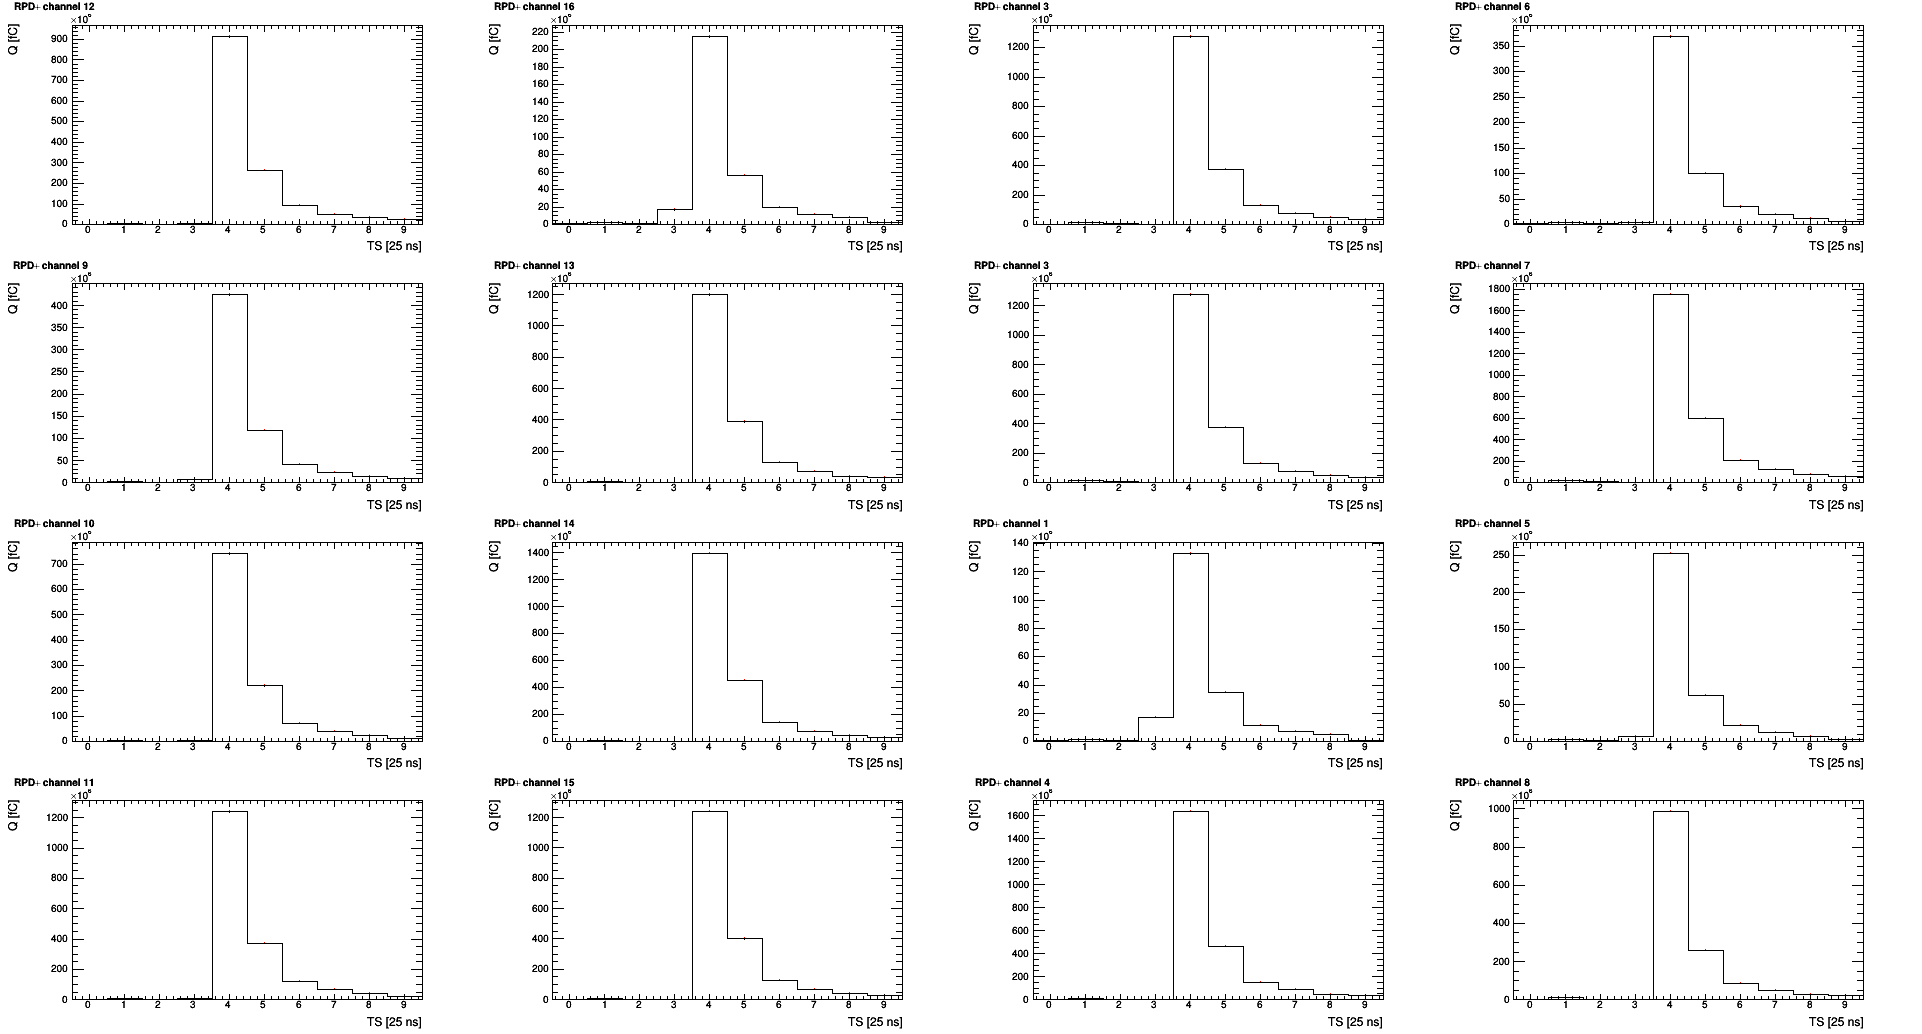 RPD+ channel 12
×10⁶
Q [fC]
900
800
700
600
500
400
300
200
100
0
0 1 2 3 4 5 6 7 8 9
TS [25 ns]
RPD+ channel 16
×10⁶
Q [fC]
220
200
180
160
140
120
100
80
60
40
20
0
0 1 2 3 4 5 6 7 8 9
TS [25 ns]
RPD+ channel 3
×10⁶
Q [fC]
1200
1000
800
600
400
200
0
0 1 2 3 4 5 6 7 8 9
TS [25 ns]
RPD+ channel 6
×10⁶
Q [fC]
350
300
250
200
150
100
50
0
0 1 2 3 4 5 6 7 8 9
TS [25 ns]
RPD+ channel 9
×10⁶
Q [fC]
400
350
300
250
200
150
100
50
0
0 1 2 3 4 5 6 7 8 9
TS [25 ns]
RPD+ channel 13
×10⁶
Q [fC]
1200
1000
800
600
400
200
0
0 1 2 3 4 5 6 7 8 9
TS [25 ns]
RPD+ channel 3
×10⁶
Q [fC]
1200
1000
800
600
400
200
0
0 1 2 3 4 5 6 7 8 9
TS [25 ns]
RPD+ channel 7
×10⁶
Q [fC]
1800
1600
1400
1200
1000
800
600
400
200
0
0 1 2 3 4 5 6 7 8 9
TS [25 ns]
RPD+ channel 10
×10⁶
Q [fC]
700
600
500
400
300
200
100
0
0 1 2 3 4 5 6 7 8 9
TS [25 ns]
RPD+ channel 14
×10⁶
Q [fC]
1400
1200
1000
800
600
400
200
0
0 1 2 3 4 5 6 7 8 9
TS [25 ns]
RPD+ channel 1
×10⁶
Q [fC]
140
120
100
80
60
40
20
0
0 1 2 3 4 5 6 7 8 9
TS [25 ns]
RPD+ channel 5
×10⁶
Q [fC]
250
200
150
100
50
0
0 1 2 3 4 5 6 7 8 9
TS [25 ns]
RPD+ channel 11
×10⁶
Q [fC]
1200
1000
800
600
400
200
0
0 1 2 3 4 5 6 7 8 9
TS [25 ns]
RPD+ channel 15
×10⁶
Q [fC]
1200
1000
800
600
400
200
0
0 1 2 3 4 5 6 7 8 9
TS [25 ns]
RPD+ channel 4
×10⁶
Q [fC]
1600
1400
1200
1000
800
600
400
200
0
0 1 2 3 4 5 6 7 8 9
TS [25 ns]
RPD+ channel 8
×10⁶
Q [fC]
1000
800
600
400
200
0
0 1 2 3 4 5 6 7 8 9
TS [25 ns]